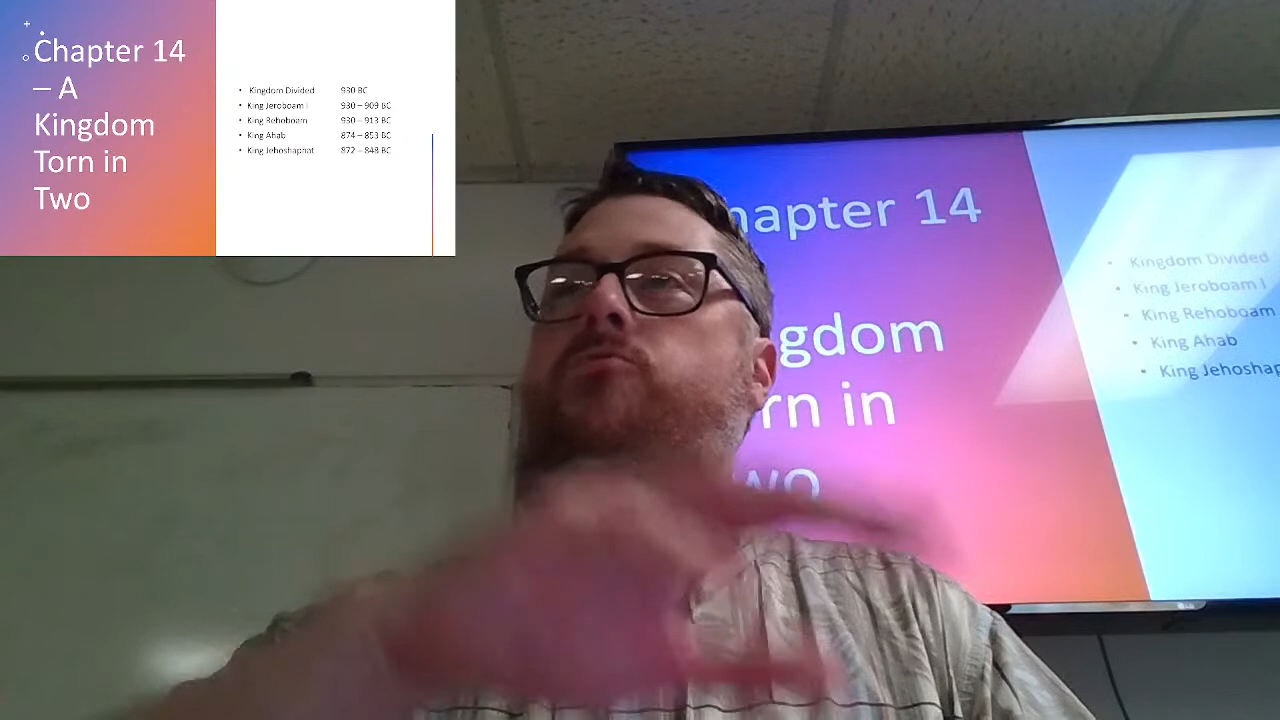 Chapter 14
– A
Kingdom
Torn in
Two
• Kingdom Divided 930 BC
• King Jeroboam I 930 – 909 BC
• King Rehoboam 930 – 913 BC
• King Ahab 874 – 853 BC
• King Jehoshaphat 872 – 848 BC
hapter 14
gdom
rn in
wo
• Kingdom Divided
• King Jeroboam I
• King Rehoboam
• King Ahab
• King Jehoshap